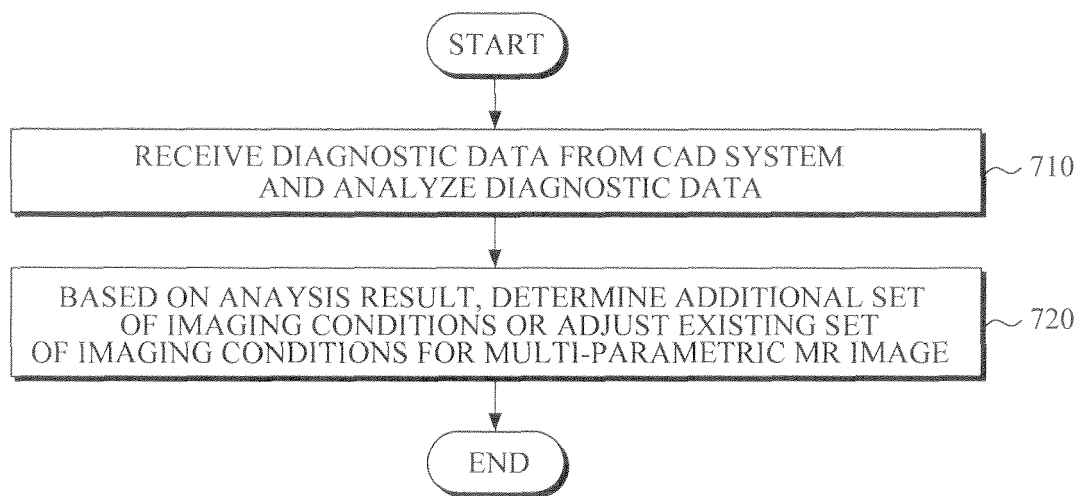 START
RECEIVE DIAGNOSTIC DATA FROM CAD SYSTEM
AND ANALYZE DIAGNOSTIC DATA
710
BASED ON ANAYSIS RESULT, DETERMINE ADDITIONAL SET
OF IMAGING CONDITIONS OR ADJUST EXISTING SET
OF IMAGING CONDITIONS FOR MULTI-PARAMETRIC MR IMAGE
720
END